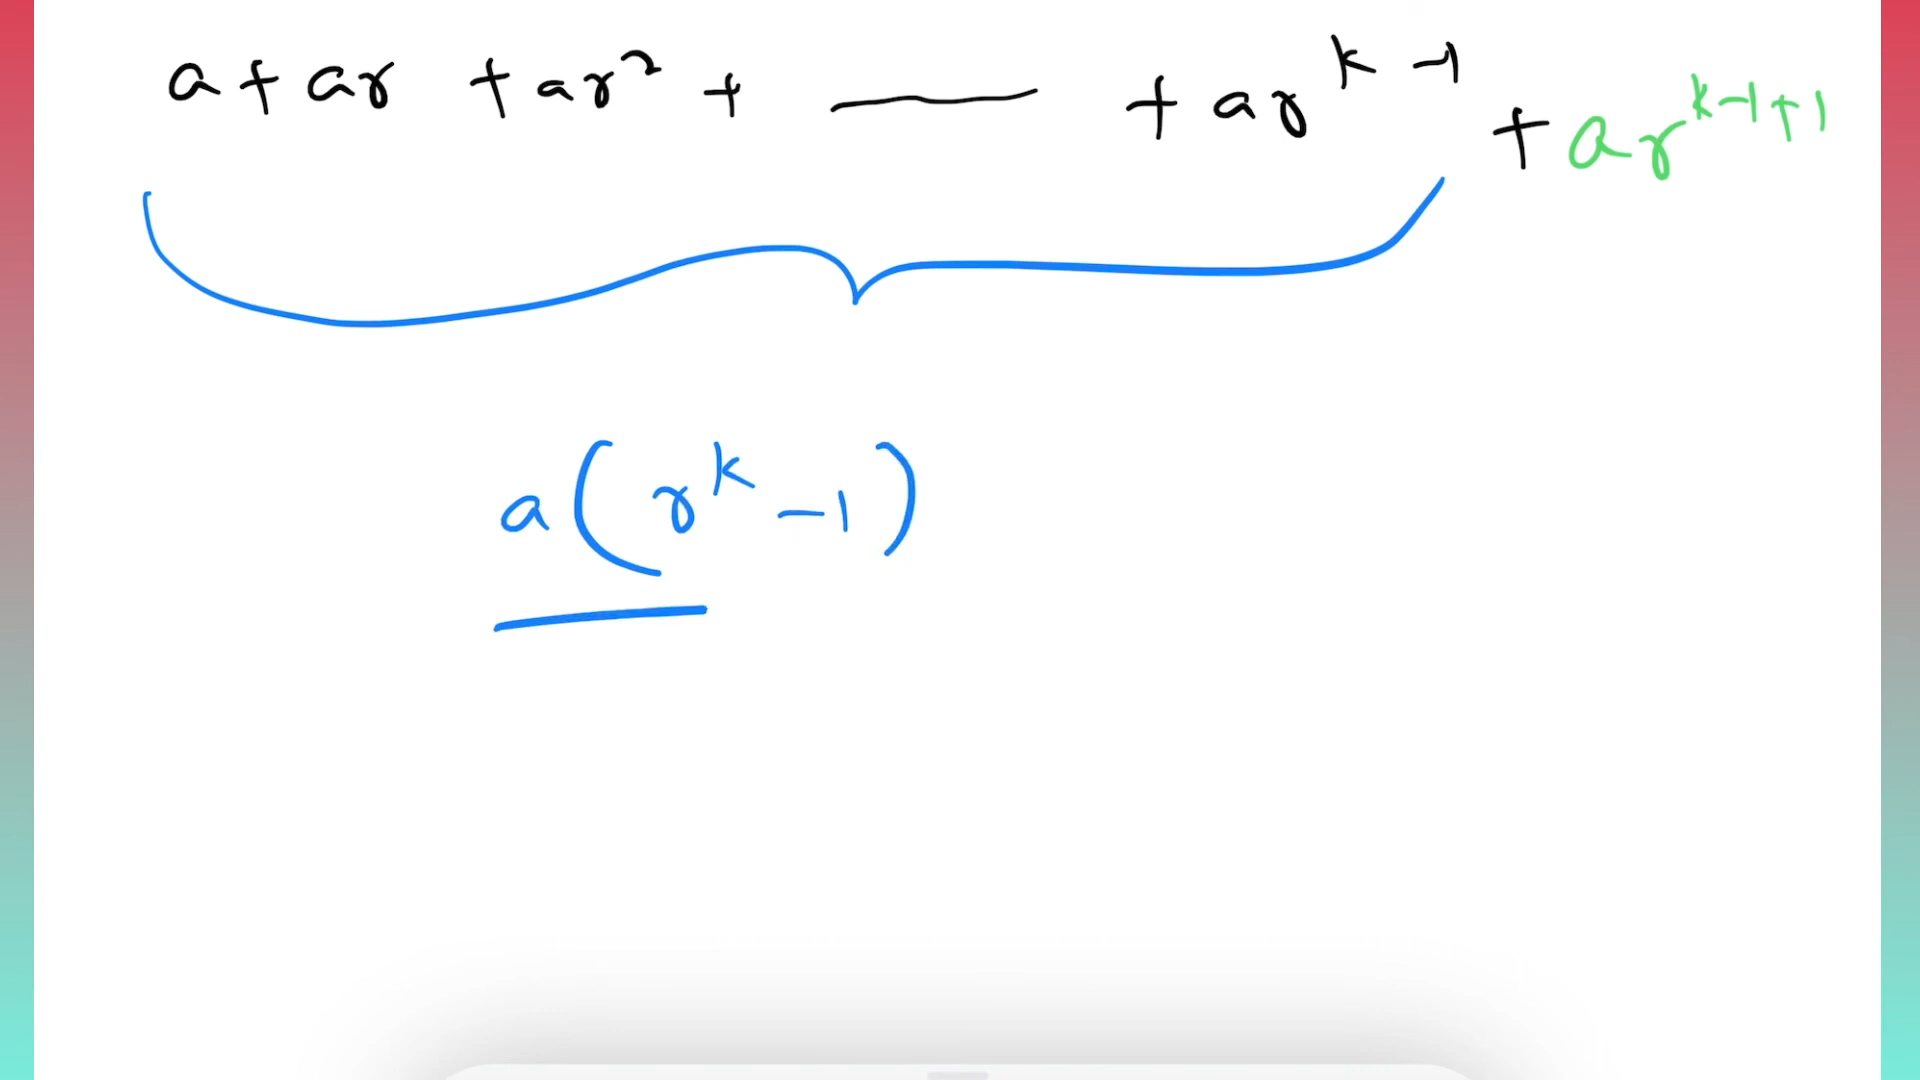 a + ar + ar² + —— + ar^(k-1) + ar^(k-1+1)
a(r^k - 1)